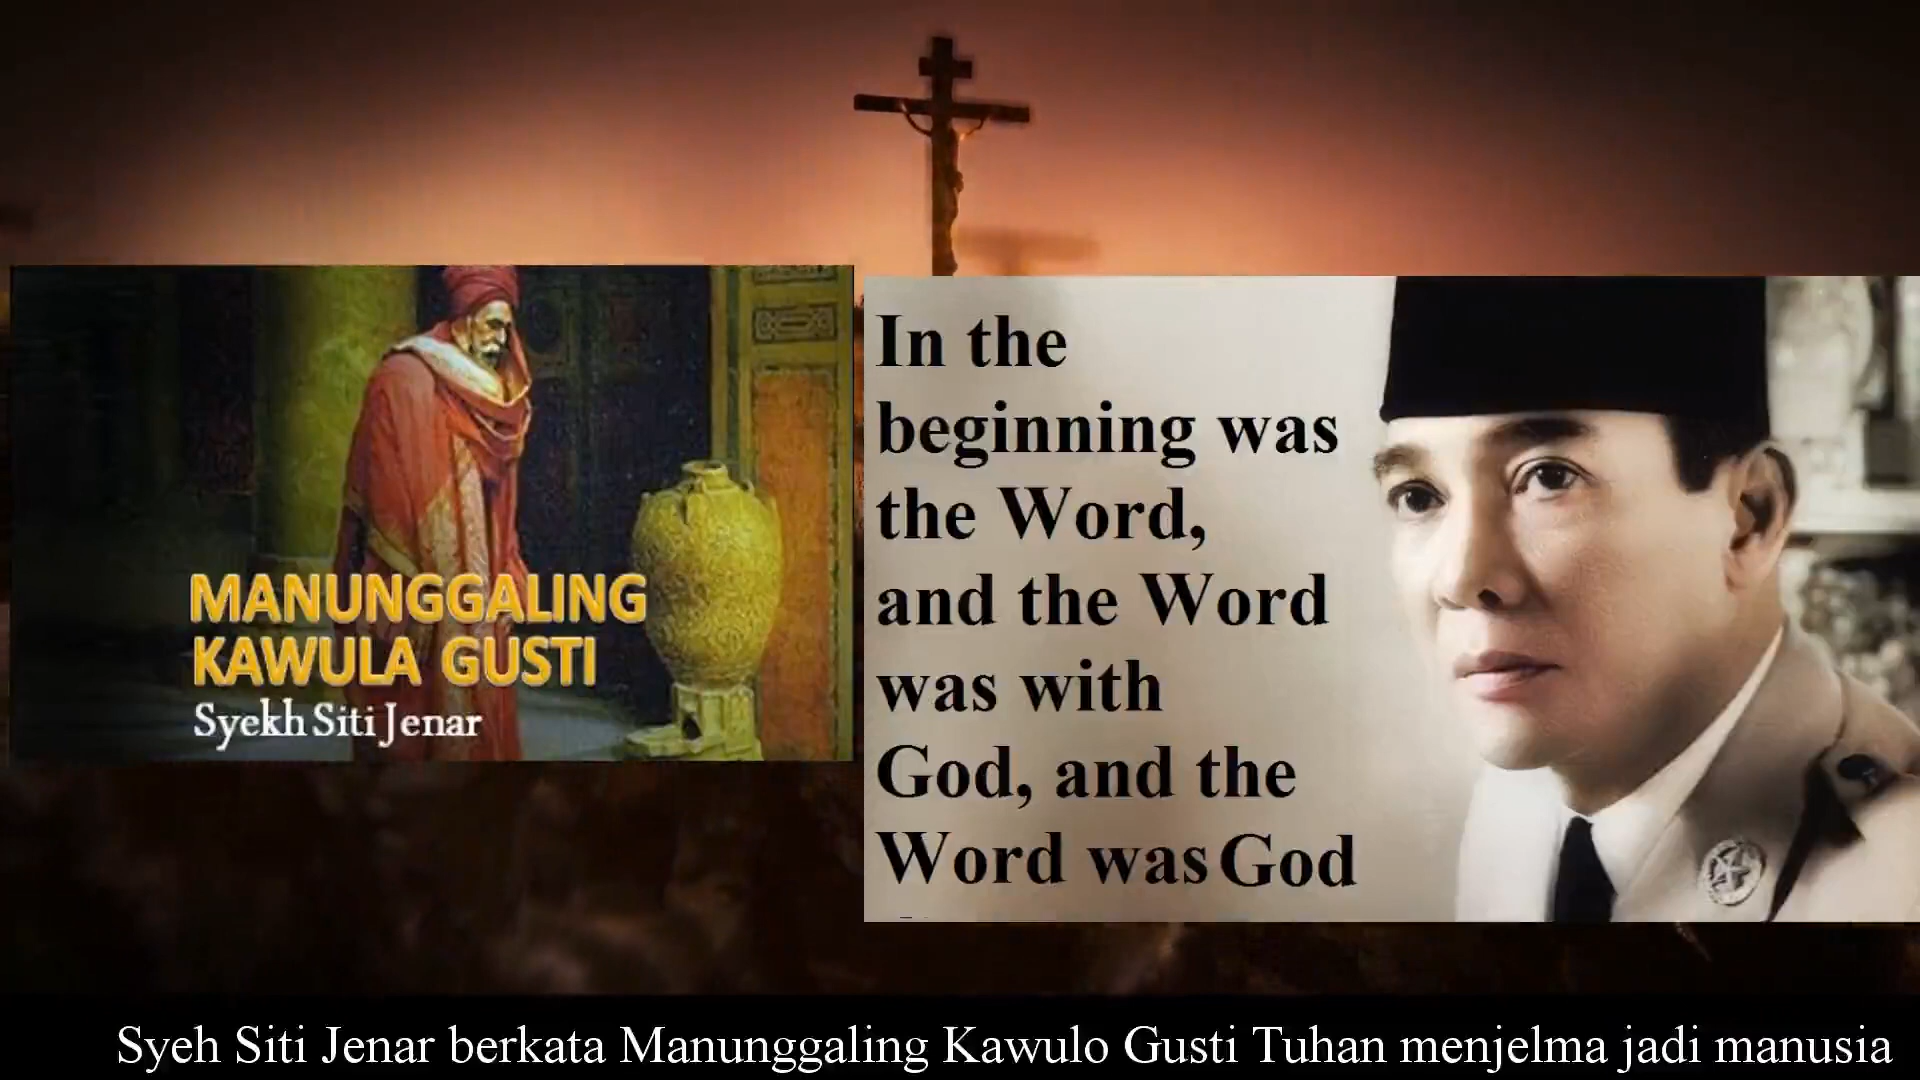 MANUNGGALING
KAWULA GUSTI
Syekh Siti Jenar
In the
beginning was
the Word,
and the Word
was with
God, and the
Word was God
Syeh Siti Jenar berkata Manunggaling Kawulo Gusti Tuhan menjelma jadi manusia